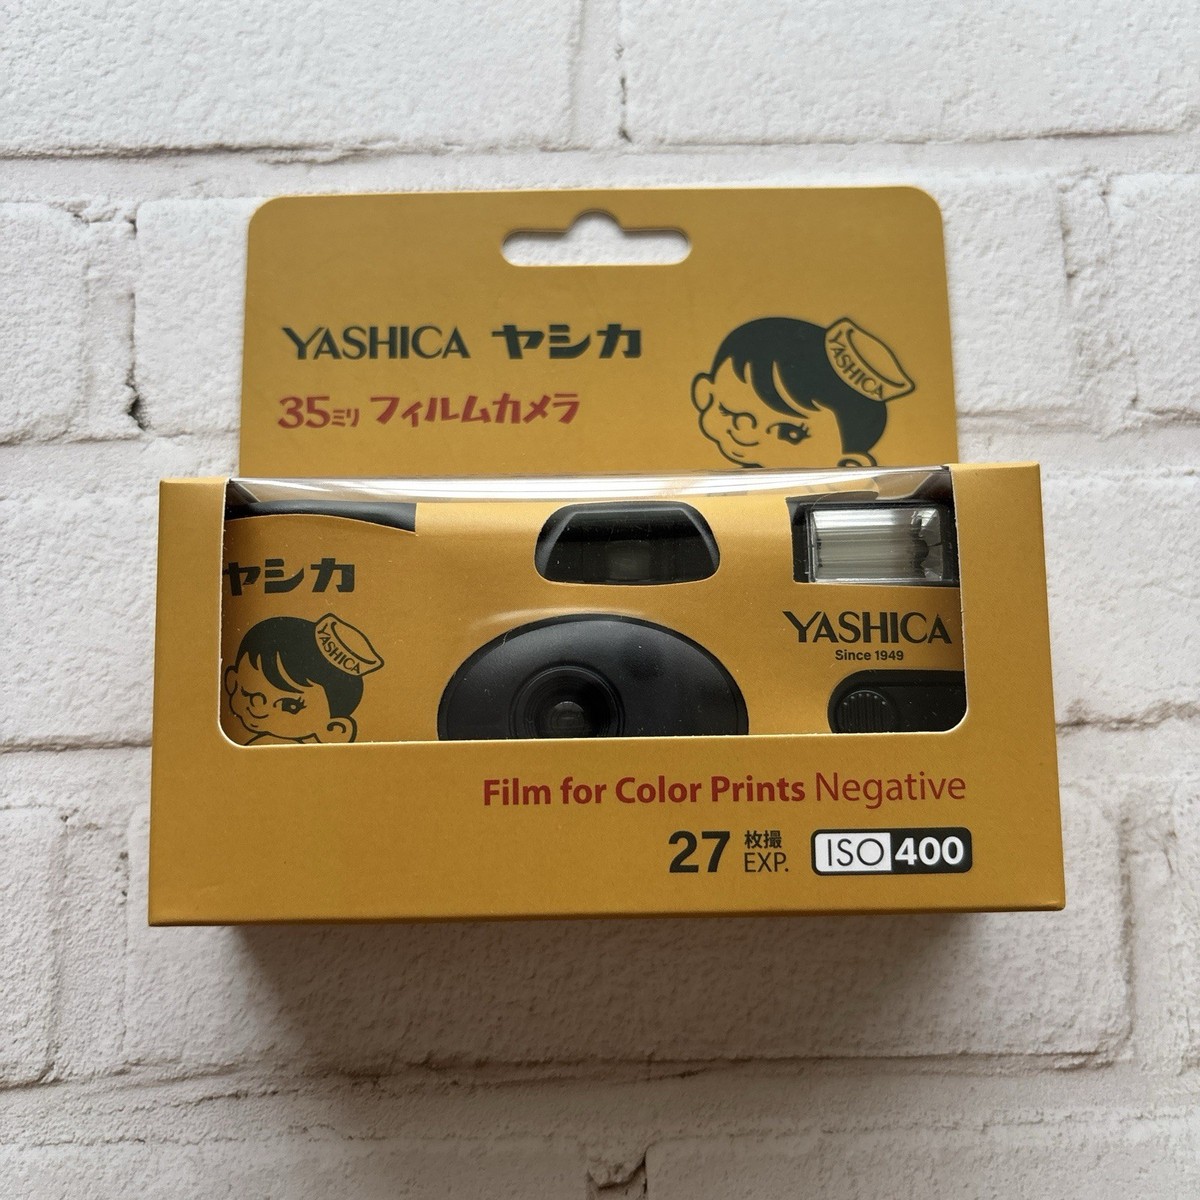 YASHICA ヤシカ
35ミリ フィルムカメラ
YASHICA
ヤシカ
YASHICA
YASHICA
Since 1949
Film for Color Prints Negative
27 枚撮 EXP. ISO 400